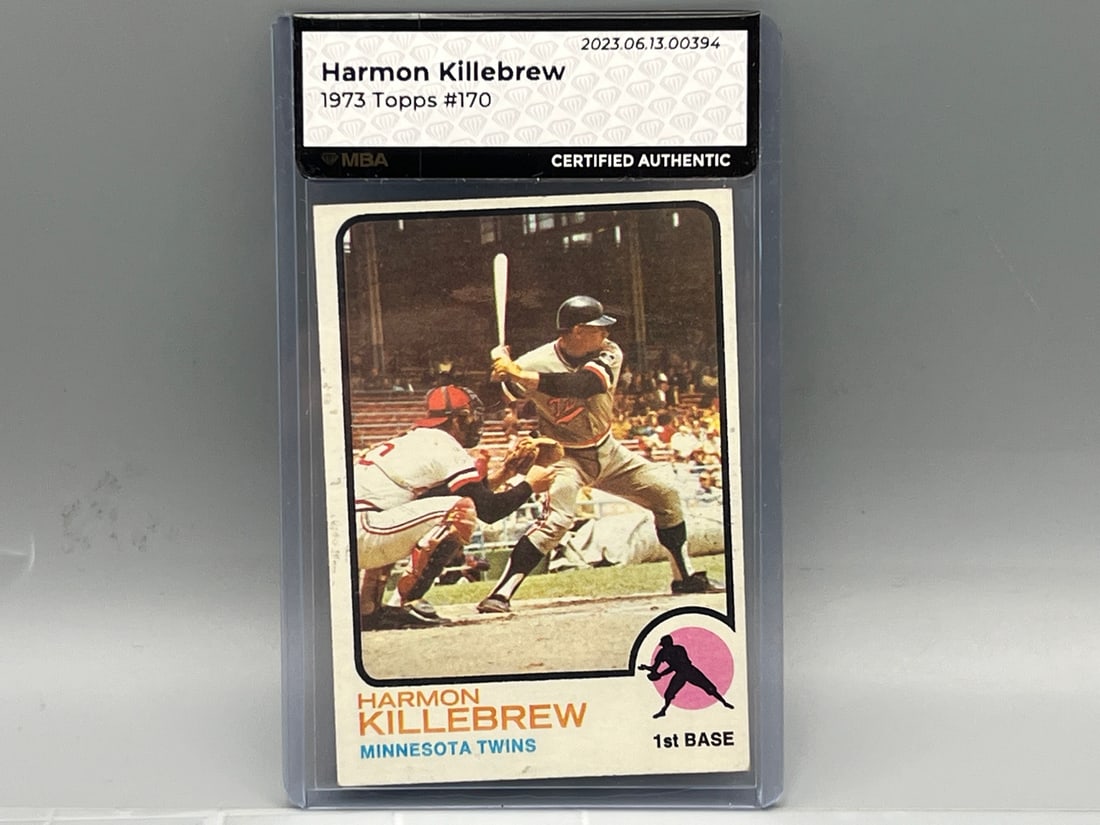 2023.06.13.00394
Harmon Killebrew
1973 Topps #170
MBA
CERTIFIED AUTHENTIC
HARMON
KILLEBREW
MINNESOTA TWINS
1st BASE